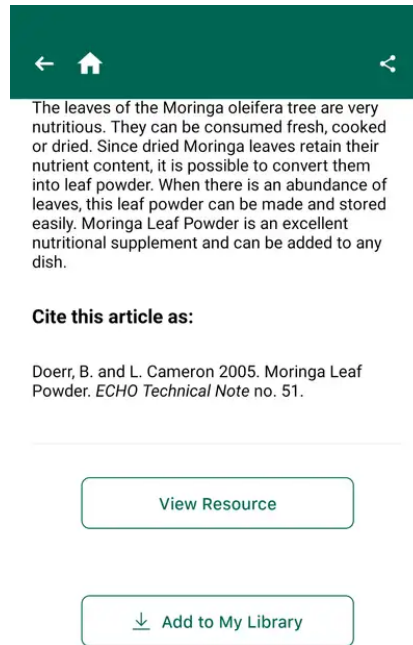 The leaves of the Moringa oleifera tree are very
nutritious. They can be consumed fresh, cooked
or dried. Since dried Moringa leaves retain their
nutrient content, it is possible to convert them
into leaf powder. When there is an abundance of
leaves, this leaf powder can be made and stored
easily. Moringa Leaf Powder is an excellent
nutritional supplement and can be added to any
dish.
Cite this article as:
Doerr, B. and L. Cameron 2005. Moringa Leaf
Powder. ECHO Technical Note no. 51.
View Resource
Add to My Library